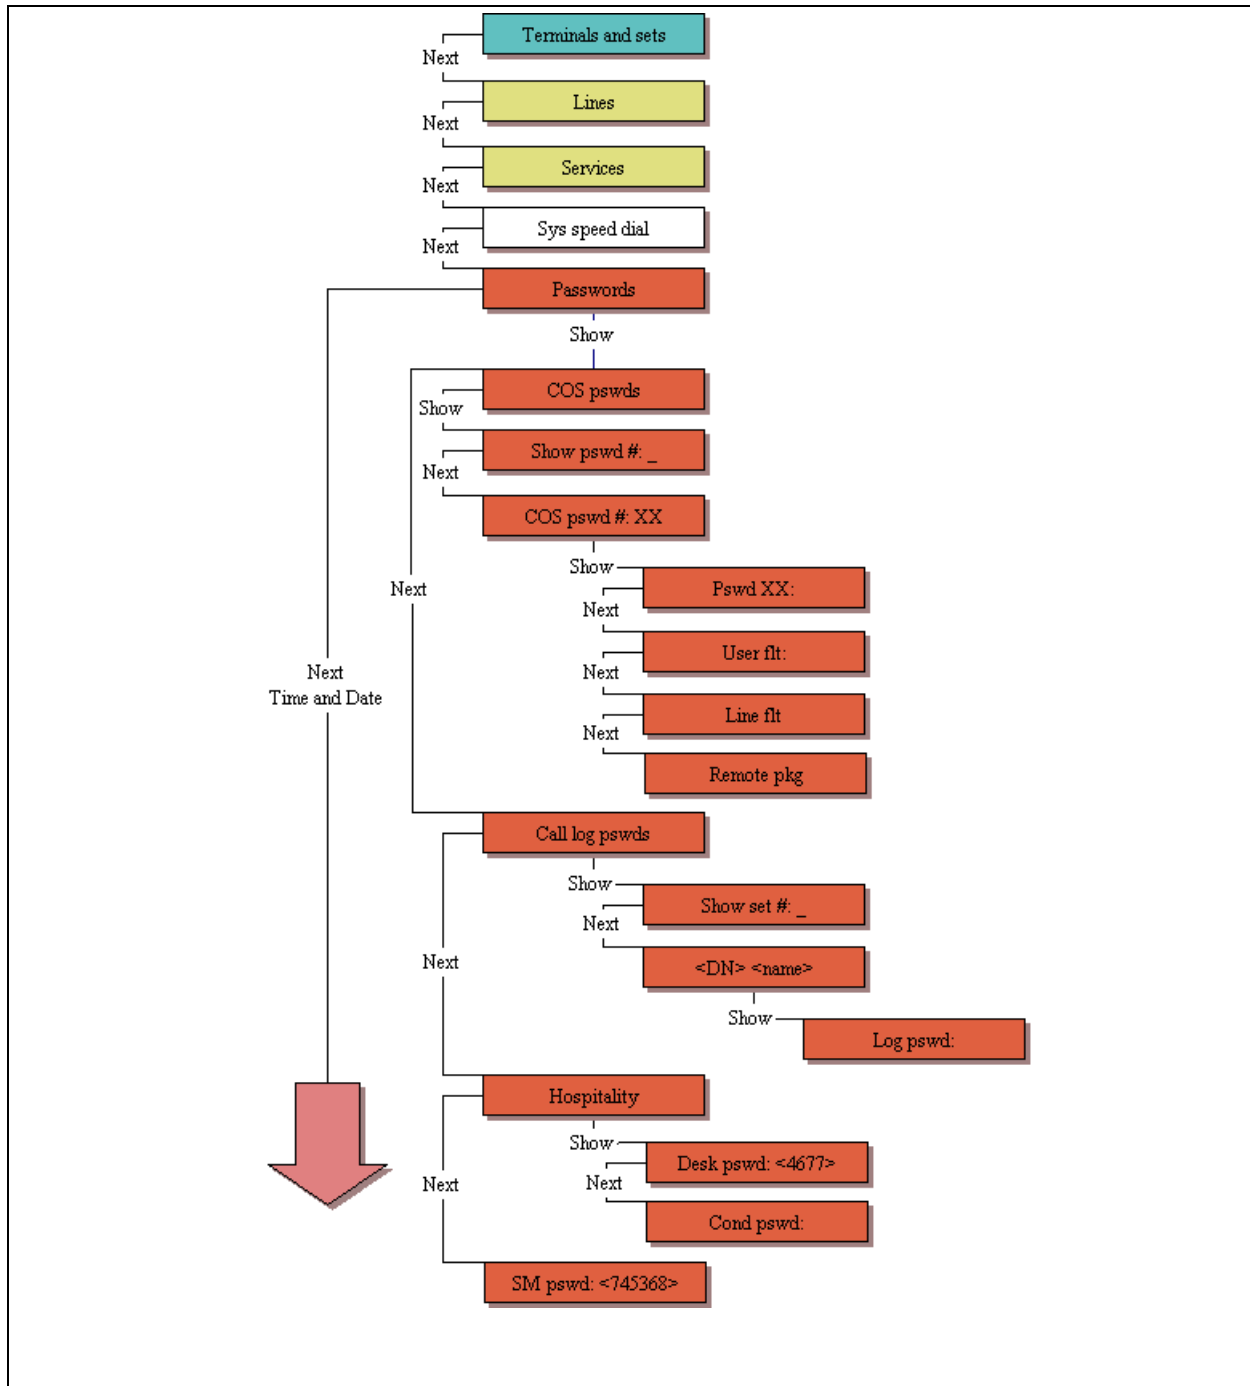 Terminals and sets
Next
Lines
Next
Services
Next
Sys speed dial
Next
Passwords
Show
COS pswds
Show
Show pswd #: _
Next
COS pswd #: XX
Show
Pswd XX:
Next
Next
User flt:
Next
Next
Time and Date
Line flt
Next
Remote pkg
Call log pswds
Show
Show set #: _
Next
<DN> <name>
Next
Show
Log pswd:
Hospitality
Show
Desk pswd: <4677>
Next
Next
Cond pswd:
SM pswd: <745368>